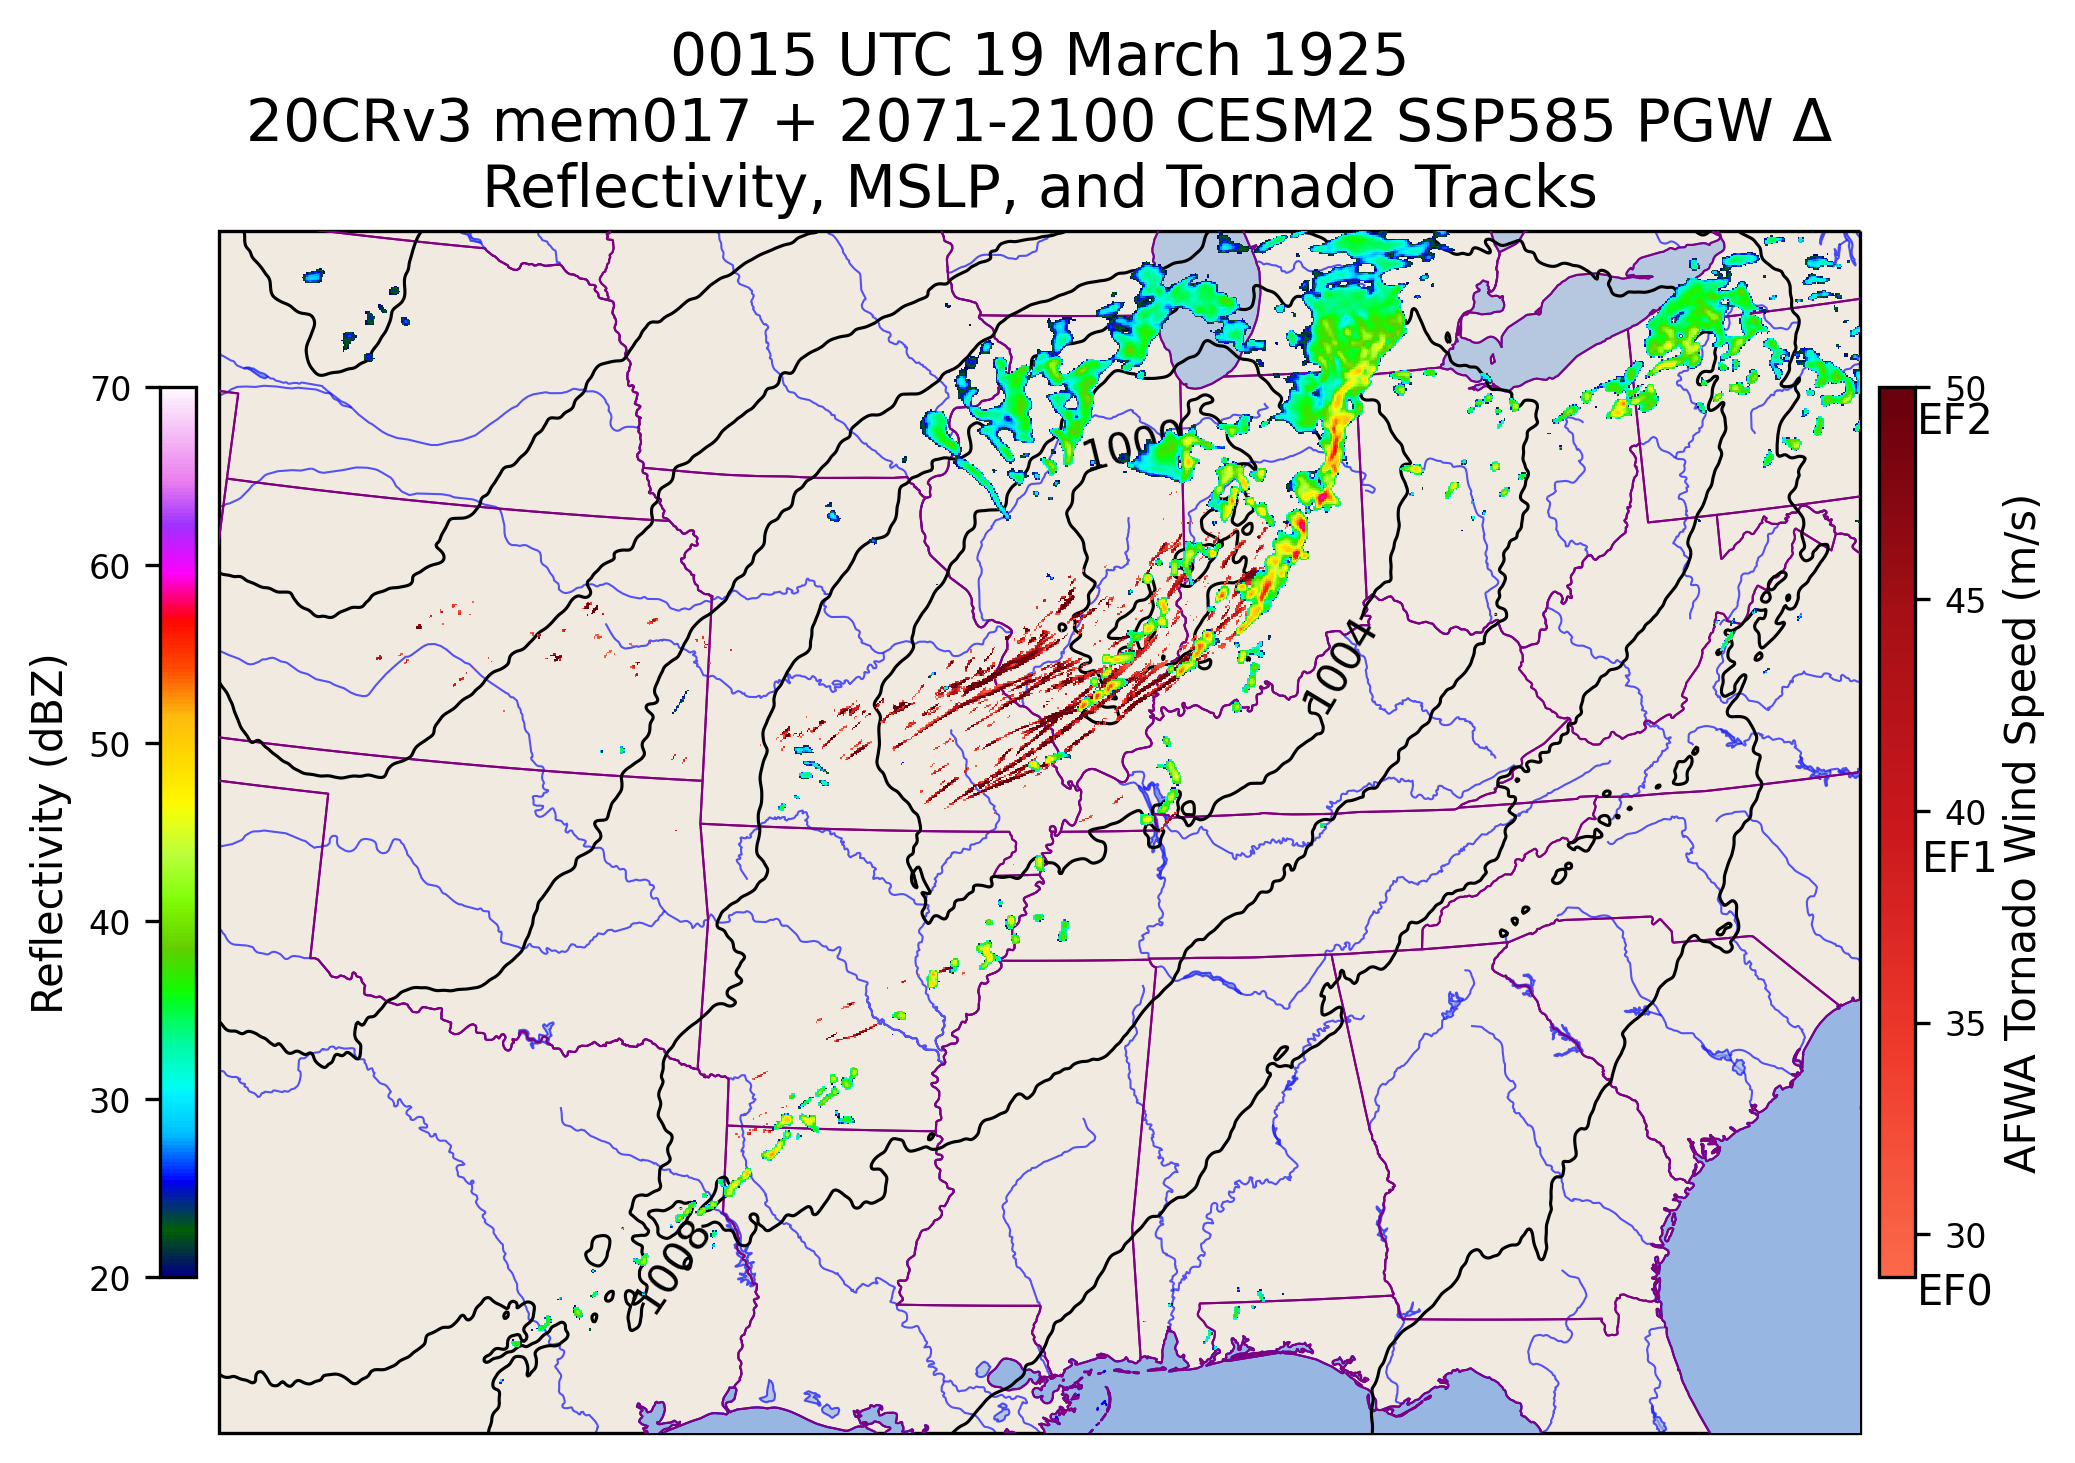 0015 UTC 19 March 1925
20CRv3 mem017 + 2071-2100 CESM2 SSP585 PGW Δ
Reflectivity, MSLP, and Tornado Tracks
70
60
50
40
30
20
Reflectivity (dBZ)
1000
1004
1008
50
EF2
45
40
EF1
35
30
EF0
AFWA Tornado Wind Speed (m/s)